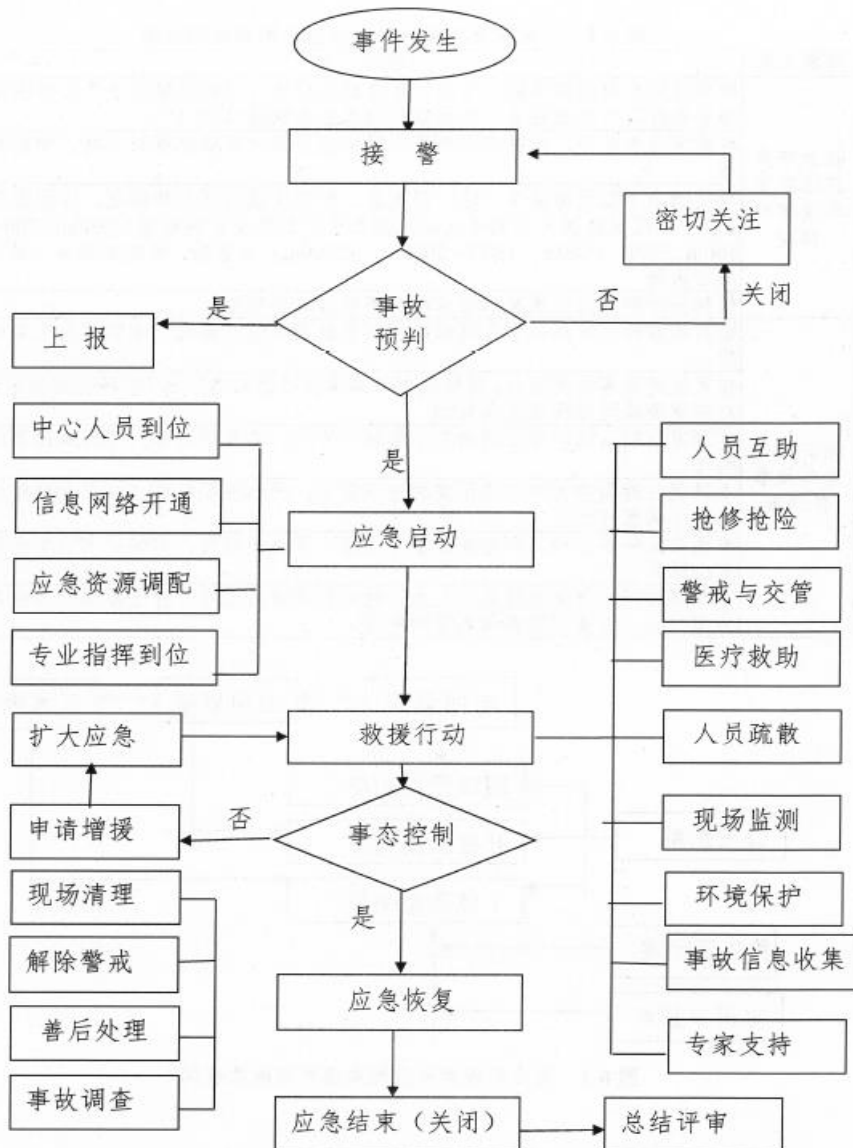 事件发生
接 警
密切关注
是
事故
预判
否
关闭
上 报
中心人员到位
信息网络开通
应急资源调配
专业指挥到位
是
应急启动
人员互助
抢修抢险
警戒与交管
医疗救助
人员疏散
现场监测
环境保护
事故信息收集
专家支持
扩大应急
救援行动
申请增援
否
事态控制
是
现场清理
解除警戒
善后处理
事故调查
应急恢复
应急结束（关闭）
总结评审